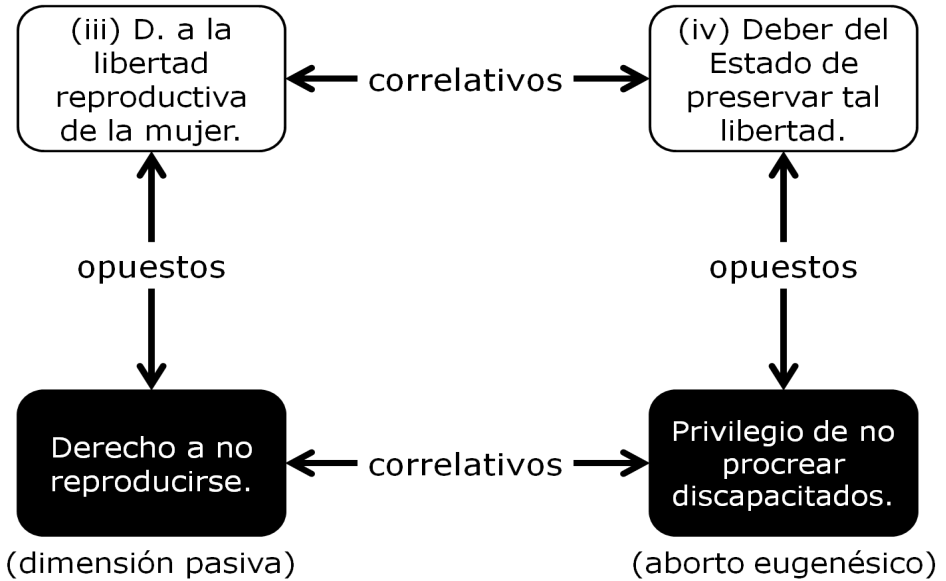 (iii) D. a la
libertad
reproductiva
de la mujer.
correlativos
(iv) Deber del
Estado de
preservar tal
libertad.
opuestos
opuestos
Derecho a no
reproducirse.
correlativos
Privilegio de no
procrear
discapacitados.
(dimensión pasiva)
(aborto eugenésico)